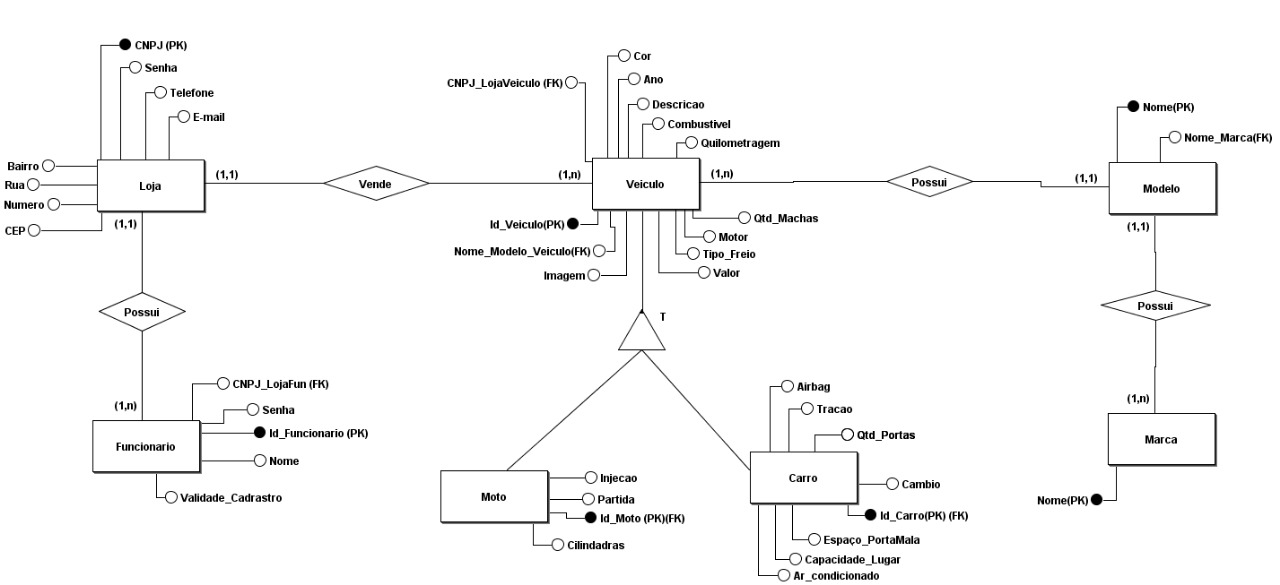 CNPJ (PK)
Senha
Telefone
E-mail
Bairro
Rua
Numero
CEP
Loja
(1,1)
(1,1)
Vende
(1,n)
CNPJ_LojaVeiculo (FK)
Cor
Ano
Descricao
Combustivel
Quilometragem
Veiculo
(1,n)
Possui
(1,1)
Nome(PK)
Nome_Marca(FK)
Modelo
(1,1)
Id_Veiculo(PK)
Nome_Modelo_Veiculo(FK)
Imagem
Qtd_Machas
Motor
Tipo_Freio
Valor
T
Possui
(1,n)
CNPJ_LojaFun (FK)
Senha
Id_Funcionario (PK)
Nome
Validade_Cadrastro
Funcionario
Possui
(1,n)
Marca
Nome(PK)
Moto
Injecao
Partida
Id_Moto (PK)(FK)
Cilindadras
Airbag
Tracao
Qtd_Portas
Carro
Cambio
Id_Carro(PK) (FK)
Espaço_PortaMala
Capacidade_Lugar
Ar_condicionado